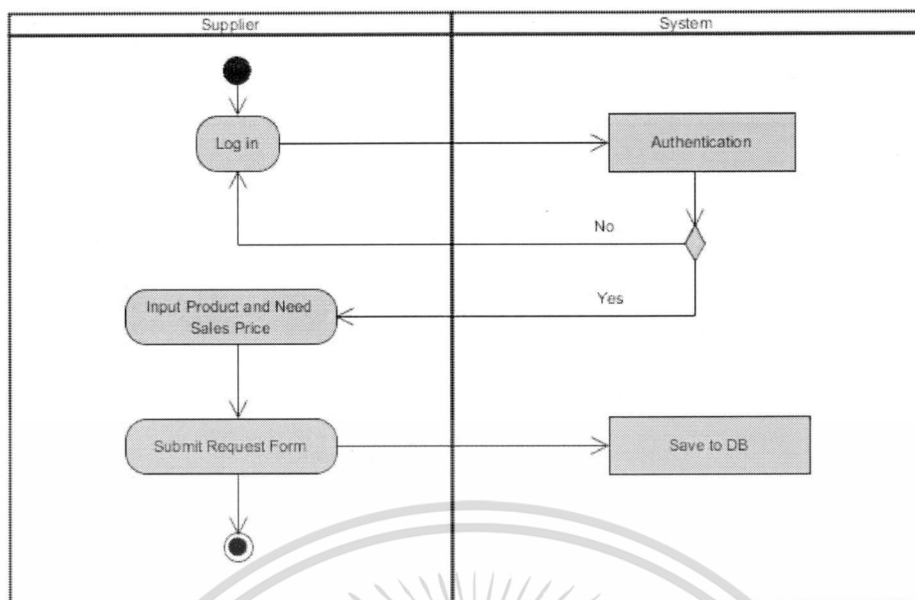 Supplier
System
Log in
Authentication
No
Yes
Input Product and Need
Sales Price
Submit Request Form
Save to DB